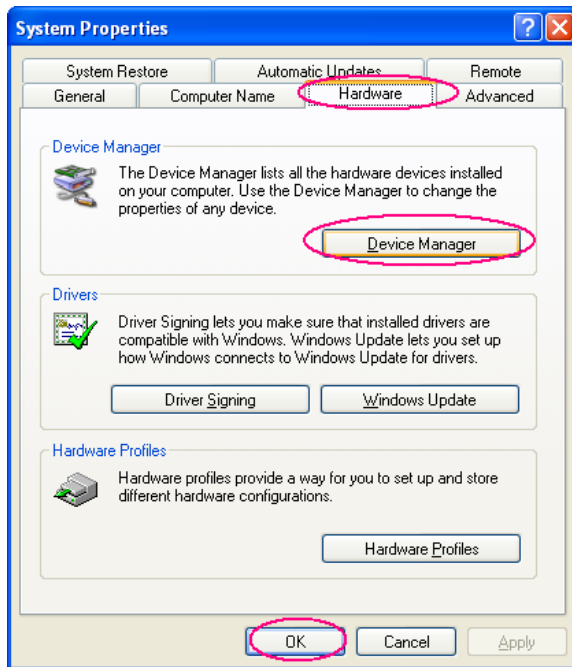 System Properties
System Restore
Automatic Updates
Remote
General
Computer Name
Hardware
Advanced
Device Manager
The Device Manager lists all the hardware devices installed
on your computer. Use the Device Manager to change the
properties of any device.
Device Manager
Drivers
Driver Signing lets you make sure that installed drivers are
compatible with Windows. Windows Update lets you set up
how Windows connects to Windows Update for drivers.
Driver Signing
Windows Update
Hardware Profiles
Hardware profiles provide a way for you to set up and store
different hardware configurations.
Hardware Profiles
OK
Cancel
Apply